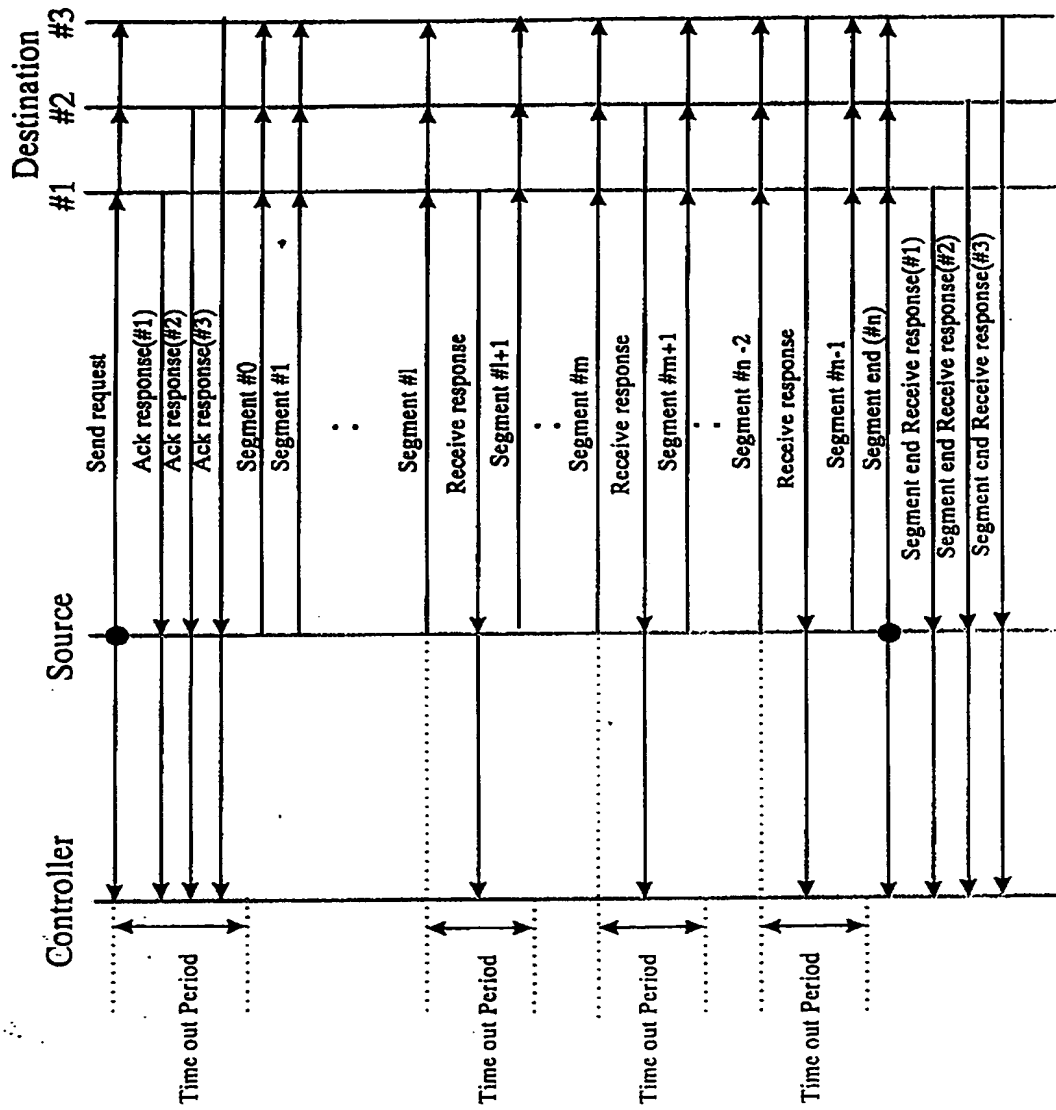 Destination
Controller
Source
#1
#2
#3
Send request
Ack response(#1)
Ack response(#2)
Ack response(#3)
Segment #0
Segment #1
Segment #l
Receive response
Segment #l+1
Segment #m
Receive response
Segment #m+1
Segment #n -2
Receive response
Segment #n-1
Segment end (#n)
Segment end Receive response(#1)
Segment end Receive response(#2)
Segment end Receive response(#3)
Time out Period
Time out Period
Time out Period
Time out Period